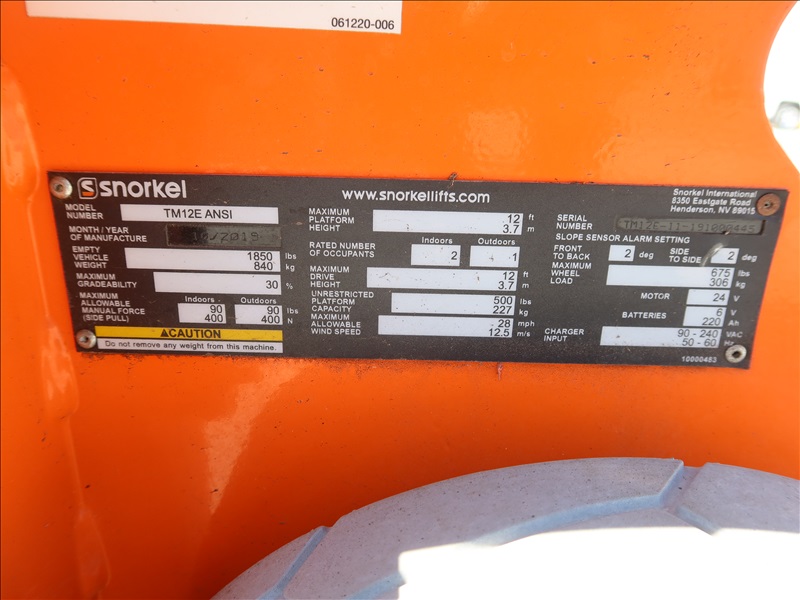 061220-006
snorkel
www.snorkellifts.com
Snorkel International
8350 Eastgate Road
Henderson, NV 89015
MODEL NUMBER TM12E ANSI
MONTH / YEAR OF MANUFACTURE /2019
EMPTY VEHICLE WEIGHT 1850 lbs
840 kg
MAXIMUM GRADEABILITY 30 %
MAXIMUM ALLOWABLE MANUAL FORCE (SIDE PULL)
Indoors Outdoors
90 90 lbs
400 400 N
CAUTION
Do not remove any weight from this machine.
MAXIMUM PLATFORM HEIGHT 12 ft
3.7 m
Indoors Outdoors
RATED NUMBER OF OCCUPANTS 2 1
MAXIMUM DRIVE HEIGHT 12 ft
3.7 m
UNRESTRICTED PLATFORM CAPACITY 500 lbs
227 kg
MAXIMUM ALLOWABLE WIND SPEED 28 mph
12.5 m/s
SERIAL NUMBER
SLOPE SENSOR ALARM SETTING
FRONT TO BACK 2 deg SIDE TO SIDE 2 deg
MAXIMUM WHEEL LOAD 675 lbs
306 kg
MOTOR 24 V
BATTERIES 6 V
220 Ah
CHARGER INPUT 90 - 240 VAC
50 - 60 Hz
10000453